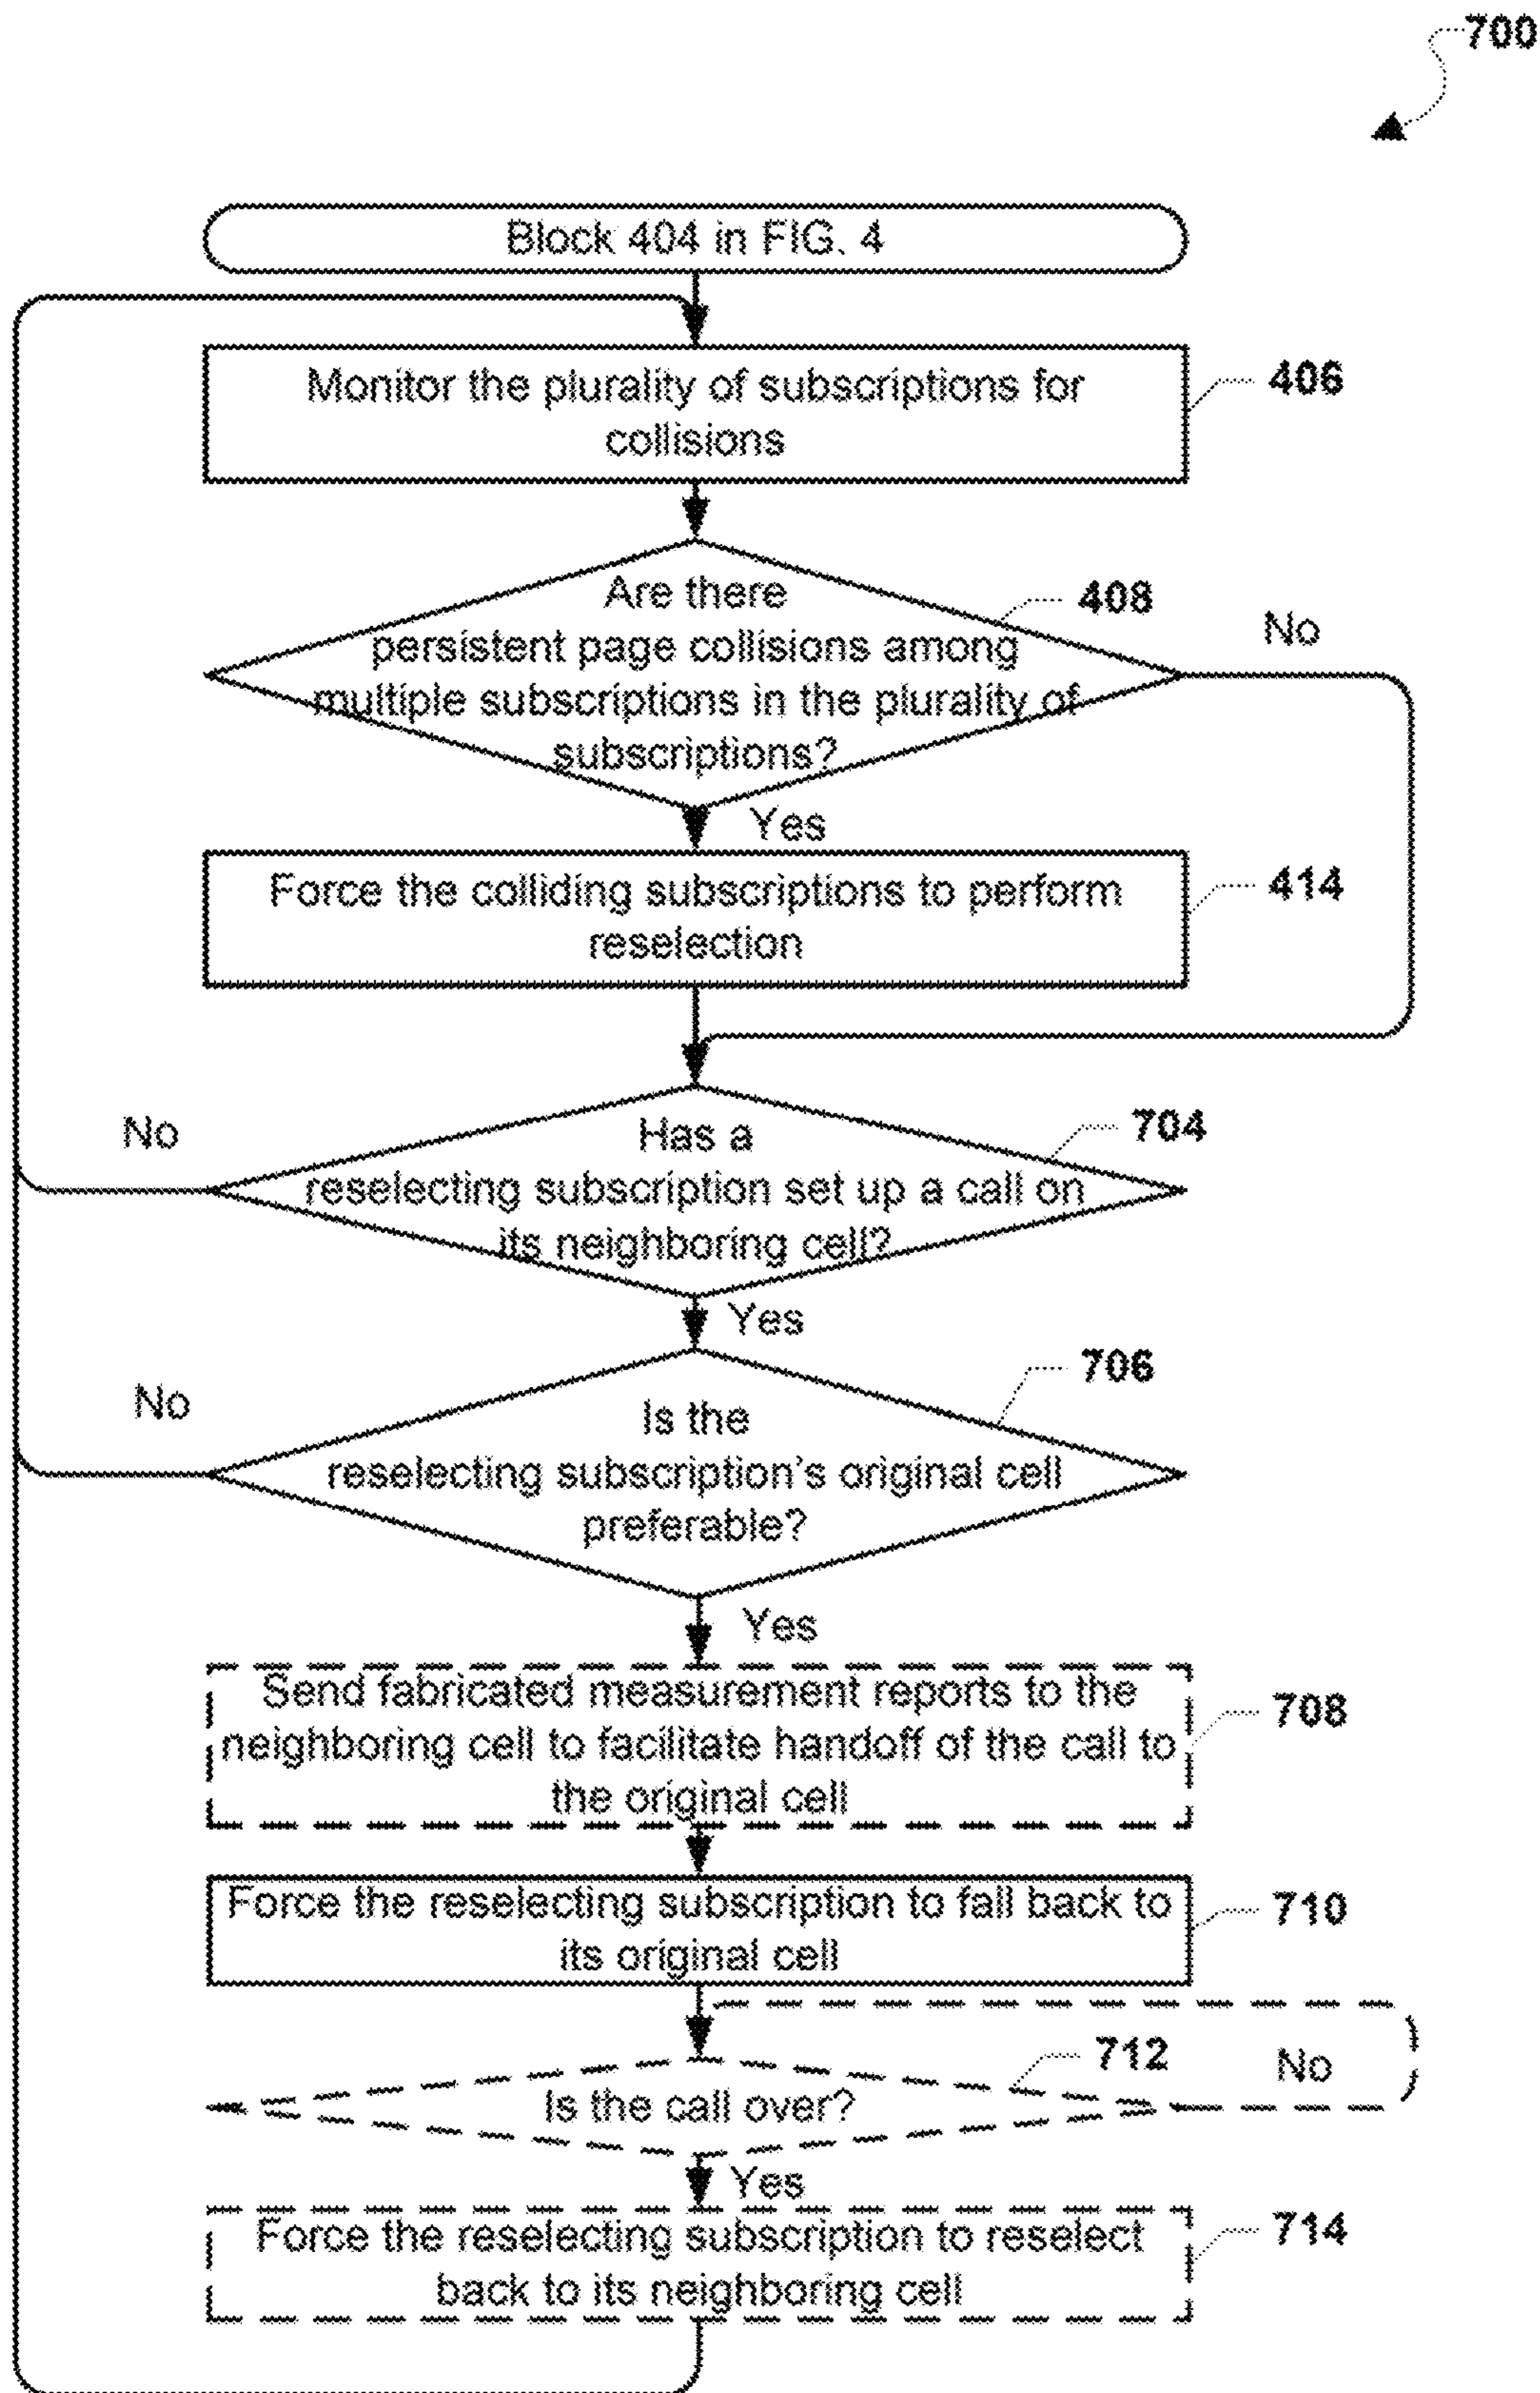 700
Block 404 in FIG. 4
Monitor the plurality of subscriptions for
collisions
406
Are there
persistent page collisions among
multiple subscriptions in the plurality of
subscriptions?
408
No
Yes
Force the colliding subscriptions to perform
reselection
414
No
Has a
reselecting subscription set up a call on
its neighboring cell?
704
Yes
No
Is the
reselecting subscription's original cell
preferable?
706
Yes
Send fabricated measurement reports to the
neighboring cell to facilitate handoff of the call to
the original cell
708
Force the reselecting subscription to fall back to
its original cell
710
Is the call over?
712
No
Yes
Force the reselecting subscription to reselect
back to its neighboring cell
714